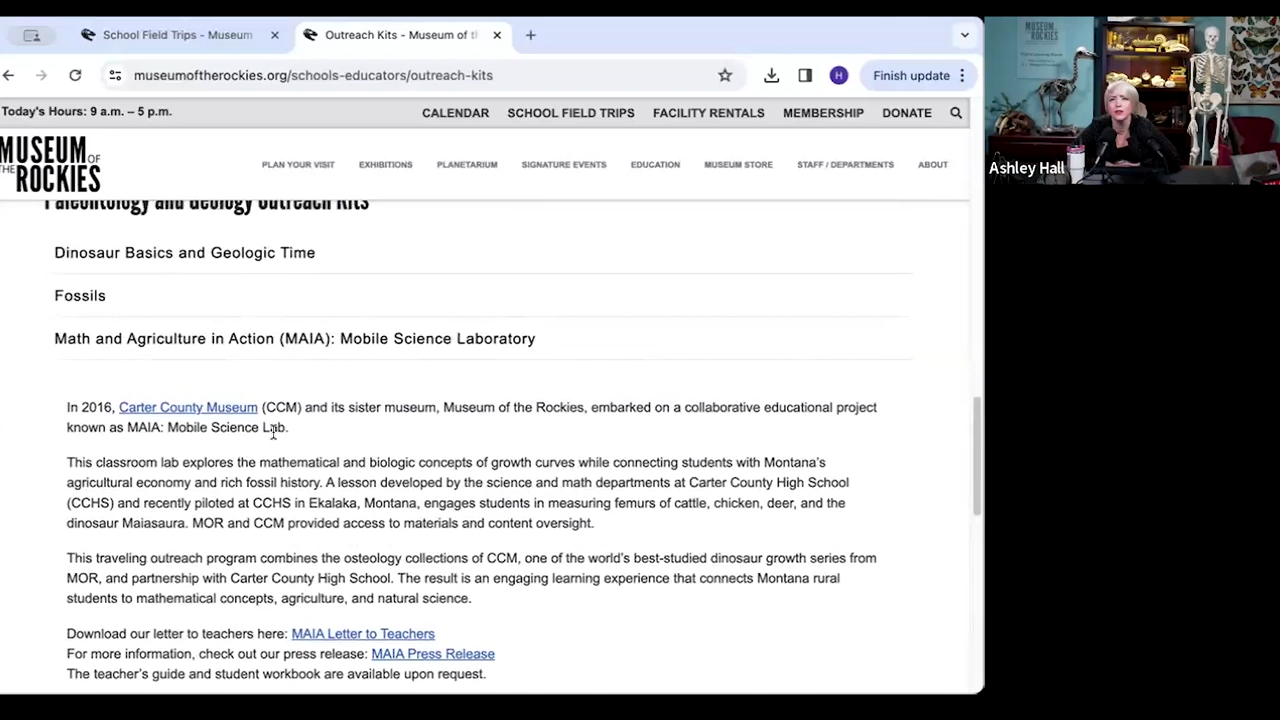 School Field Trips - Museum
Outreach Kits - Museum of t
museumoftherockies.org/schools-educators/outreach-kits
H
Finish update
Today's Hours: 9 a.m. – 5 p.m.
CALENDAR SCHOOL FIELD TRIPS FACILITY RENTALS MEMBERSHIP DONATE
MUSEUM OF
THE ROCKIES
PLAN YOUR VISIT EXHIBITIONS PLANETARIUM SIGNATURE EVENTS EDUCATION MUSEUM STORE STAFF / DEPARTMENTS ABOUT
Paleontology and Geology Outreach Kits
Dinosaur Basics and Geologic Time
Fossils
Math and Agriculture in Action (MAIA): Mobile Science Laboratory
In 2016, Carter County Museum (CCM) and its sister museum, Museum of the Rockies, embarked on a collaborative educational project
known as MAIA: Mobile Science Lab.
This classroom lab explores the mathematical and biologic concepts of growth curves while connecting students with Montana's
agricultural economy and rich fossil history. A lesson developed by the science and math departments at Carter County High School
(CCHS) and recently piloted at CCHS in Ekalaka, Montana, engages students in measuring femurs of cattle, chicken, deer, and the
dinosaur Maiasaura. MOR and CCM provided access to materials and content oversight.
This traveling outreach program combines the osteology collections of CCM, one of the world's best-studied dinosaur growth series from
MOR, and partnership with Carter County High School. The result is an engaging learning experience that connects Montana rural
students to mathematical concepts, agriculture, and natural science.
Download our letter to teachers here: MAIA Letter to Teachers
For more information, check out our press release: MAIA Press Release
The teacher's guide and student workbook are available upon request.
MUSEUM
ROCKIES
Ashley Hall